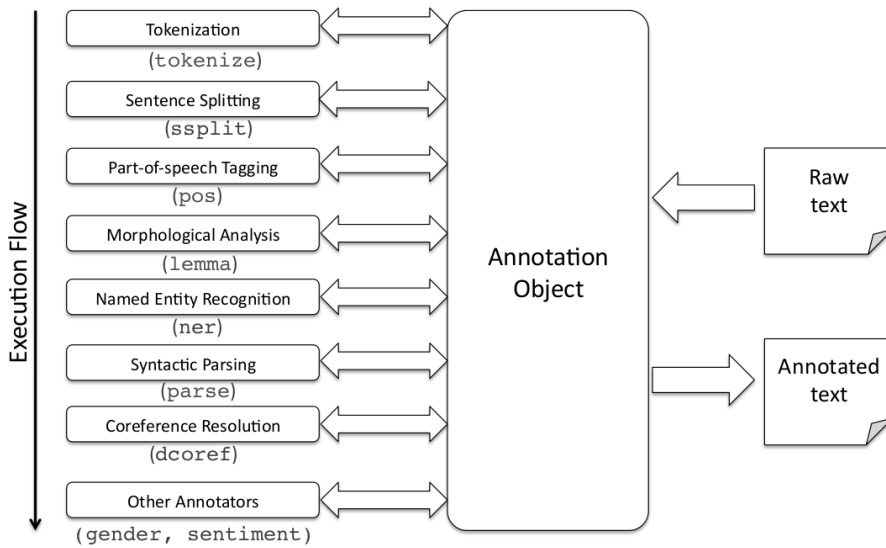 Execution Flow
Tokenization
(tokenize)
Sentence Splitting
(ssplit)
Part-of-speech Tagging
(pos)
Morphological Analysis
(lemma)
Named Entity Recognition
(ner)
Syntactic Parsing
(parse)
Coreference Resolution
(dcoref)
Other Annotators
(gender, sentiment)
Annotation
Object
Raw
text
Annotated
text